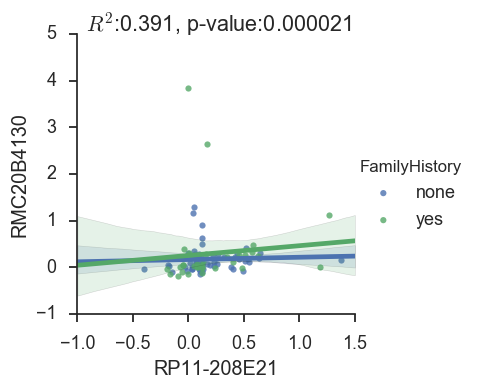 R²:0.391, p-value:0.000021
5
4
3
2
1
0
−1
RMC20B4130
−1.0 −0.5 0.0 0.5 1.0 1.5
RP11-208E21
FamilyHistory
none
yes